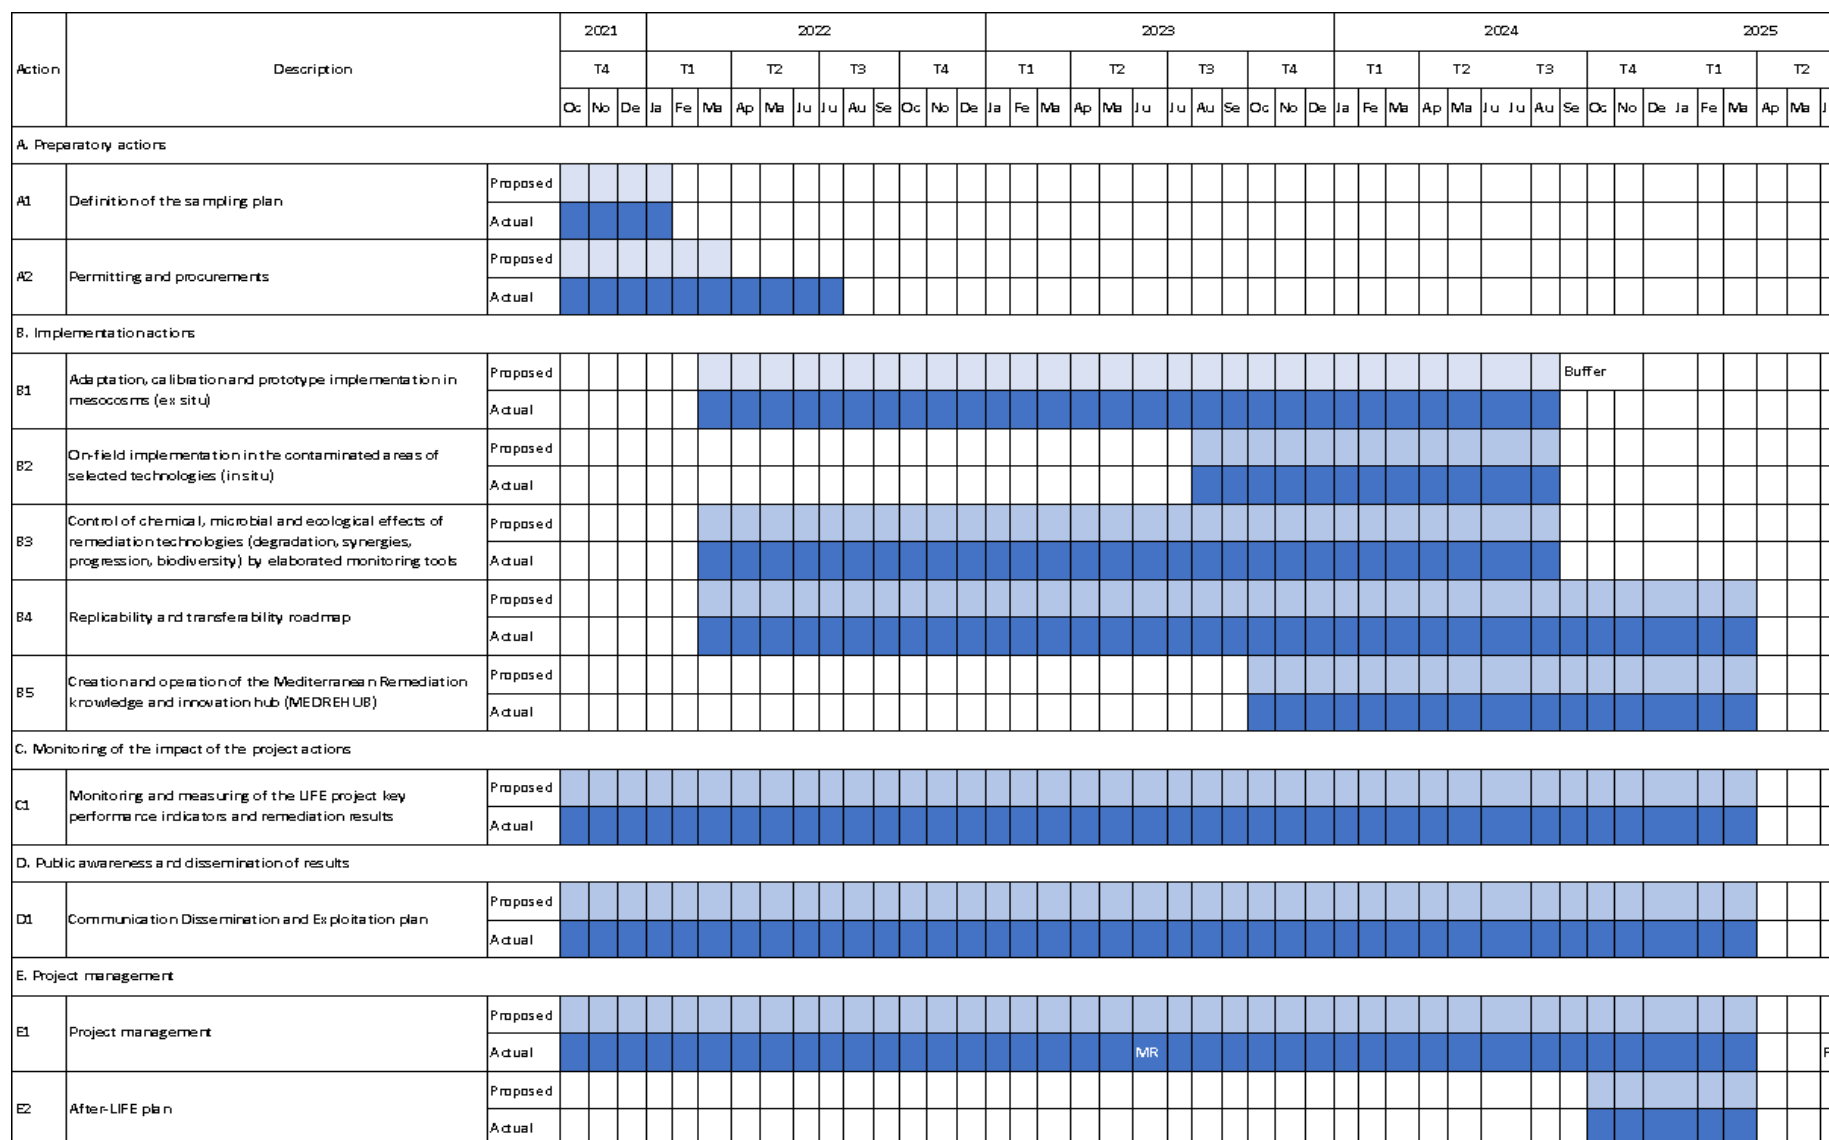 2021 2022 2023 2024 2025
Action Description T4 T1 T2 T3 T4 T1 T2 T3 T4 T1 T2 T3 T4 T1 T2
Oc No De Ja Fe Ma Ap Ma Ju Ju Au Se Oc No De Ja Fe Ma Ap Ma Ju Ju Au Se Oc No De Ja Fe Ma Ap Ma Ju Ju Au Se Oc No De Ja Fe Ma Ap Ma J
A. Preparatory actions
A1 Definition of the sampling plan
Proposed
Actual
A2 Permitting and procurements
Proposed
Actual
B. Implementation actions
B1 Adaptation, calibration and prototype implementation in
mesocosms (ex situ)
Proposed Buffer
Actual
B2 On-field implementation in the contaminated areas of
selected technologies (in situ)
Proposed
Actual
B3 Control of chemical, microbial and ecological effects of
remediation technologies (degradation, synergies,
progression, biodiversity) by elaborated monitoring tools
Proposed
Actual
B4 Replicability and transferability roadmap
Proposed
Actual
B5 Creation and operation of the Mediterranean Remediation
knowledge and innovation hub (MEDREHUB)
Proposed
Actual
C. Monitoring of the impact of the project actions
C1 Monitoring and measuring of the LIFE project key
performance indicators and remediation results
Proposed
Actual
D. Public awareness and dissemination of results
D1 Communication Dissemination and Exploitation plan
Proposed
Actual
E. Project management
E1 Project management
Proposed
Actual MR F
E2 After-LIFE plan
Proposed
Actual